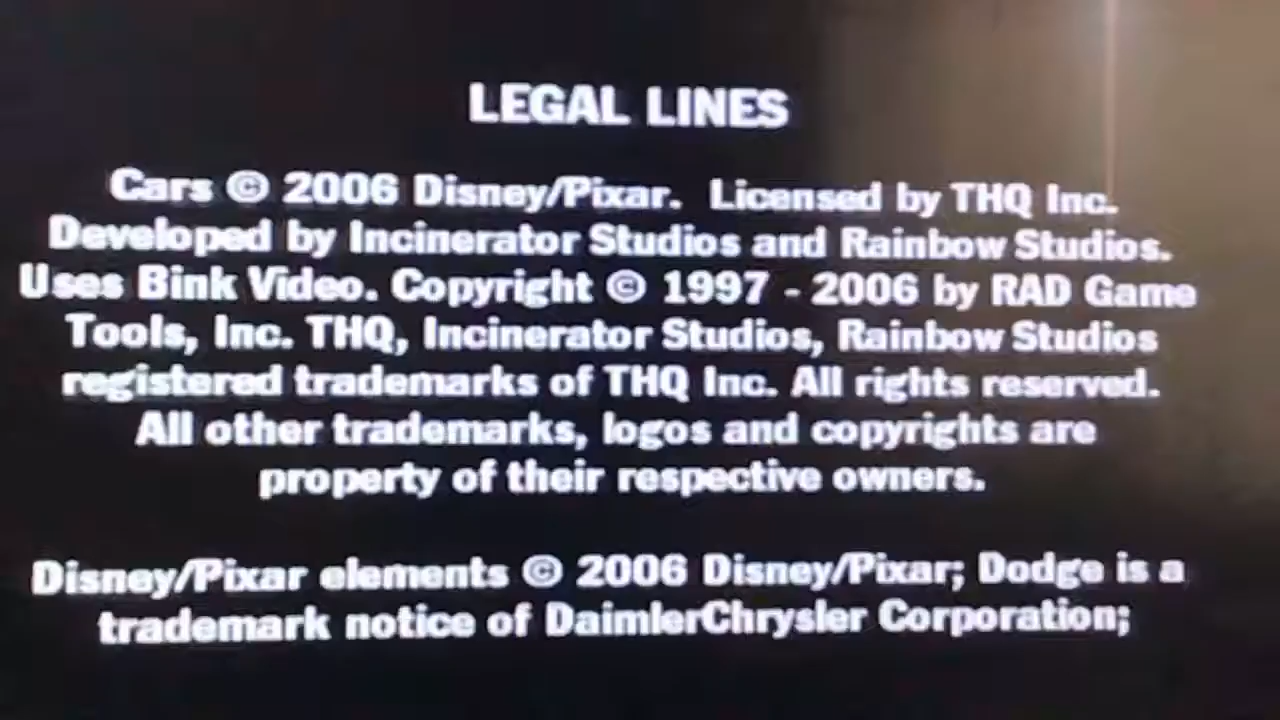 LEGAL LINES
Cars © 2006 Disney/Pixar. Licensed by THQ Inc.
Developed by Incinerator Studios and Rainbow Studios.
Uses Bink Video. Copyright © 1997 - 2006 by RAD Game
Tools, Inc. THQ, Incinerator Studios, Rainbow Studios
registered trademarks of THQ Inc. All rights reserved.
All other trademarks, logos and copyrights are
property of their respective owners.
Disney/Pixar elements © 2006 Disney/Pixar; Dodge is a
trademark notice of DaimlerChrysler Corporation;